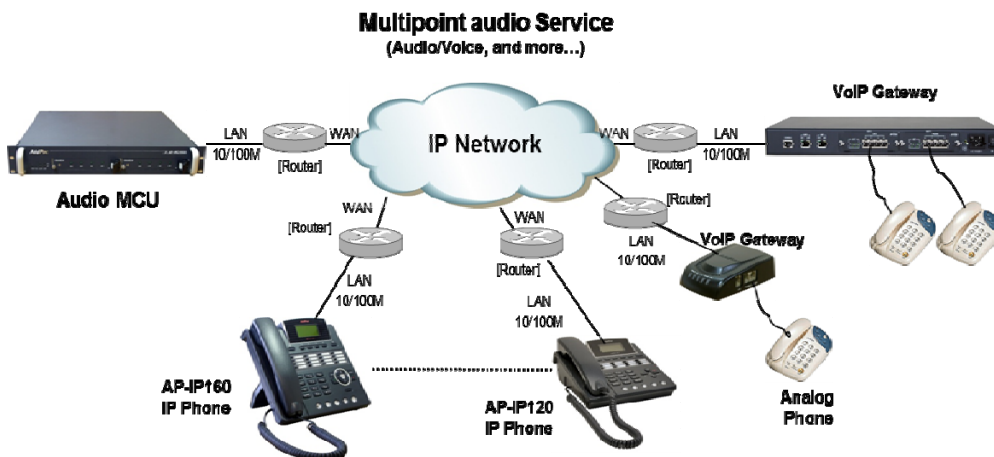 Multipoint audio Service
(Audio/Voice, and more…)
VoIP Gateway
LAN
10/100M
[Router]
WAN
IP Network
WAN
[Router]
LAN
10/100M
Audio MCU
WAN
[Router]
LAN
10/100M
WAN
[Router]
LAN
10/100M
[Router]
LAN
10/100M
VoIP Gateway
AP-IP160
IP Phone
AP-IP120
IP Phone
Analog
Phone